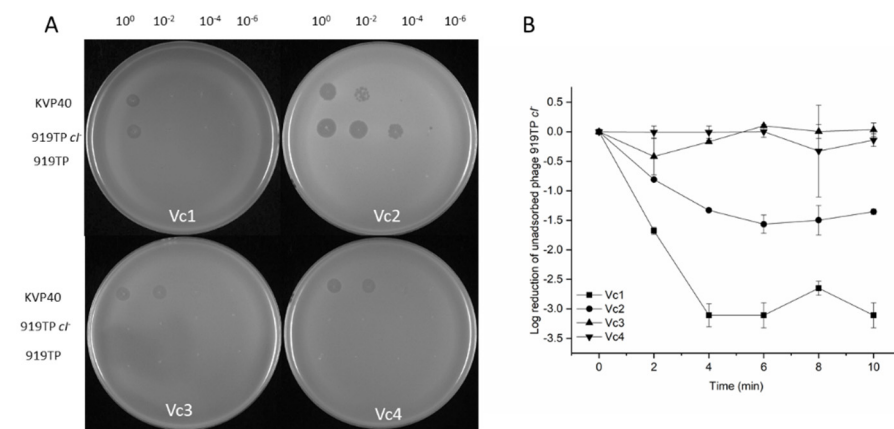 A
10⁰ 10⁻² 10⁻⁴ 10⁻⁶ 10⁰ 10⁻² 10⁻⁴ 10⁻⁶
KVP40
919TP cI⁻
919TP
Vc1
Vc2
KVP40
919TP cI⁻
919TP
Vc3
Vc4
B
Log reduction of unadsorbed phage 919TP cI⁻
0.5
0.0
-0.5
-1.0
-1.5
-2.0
-2.5
-3.0
-3.5
Vc1
Vc2
Vc3
Vc4
0 2 4 6 8 10
Time (min)